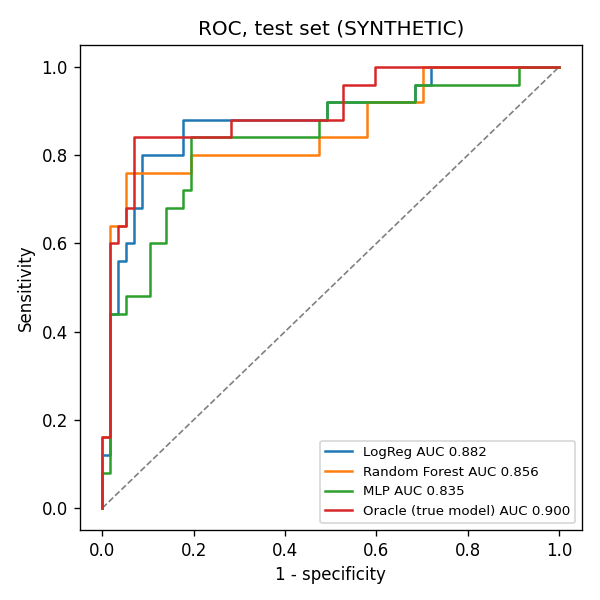 ROC, test set (SYNTHETIC)
Sensitivity
1.0
0.8
0.6
0.4
0.2
0.0
LogReg AUC 0.882
Random Forest AUC 0.856
MLP AUC 0.835
Oracle (true model) AUC 0.900
0.0 0.2 0.4 0.6 0.8 1.0
1 - specificity